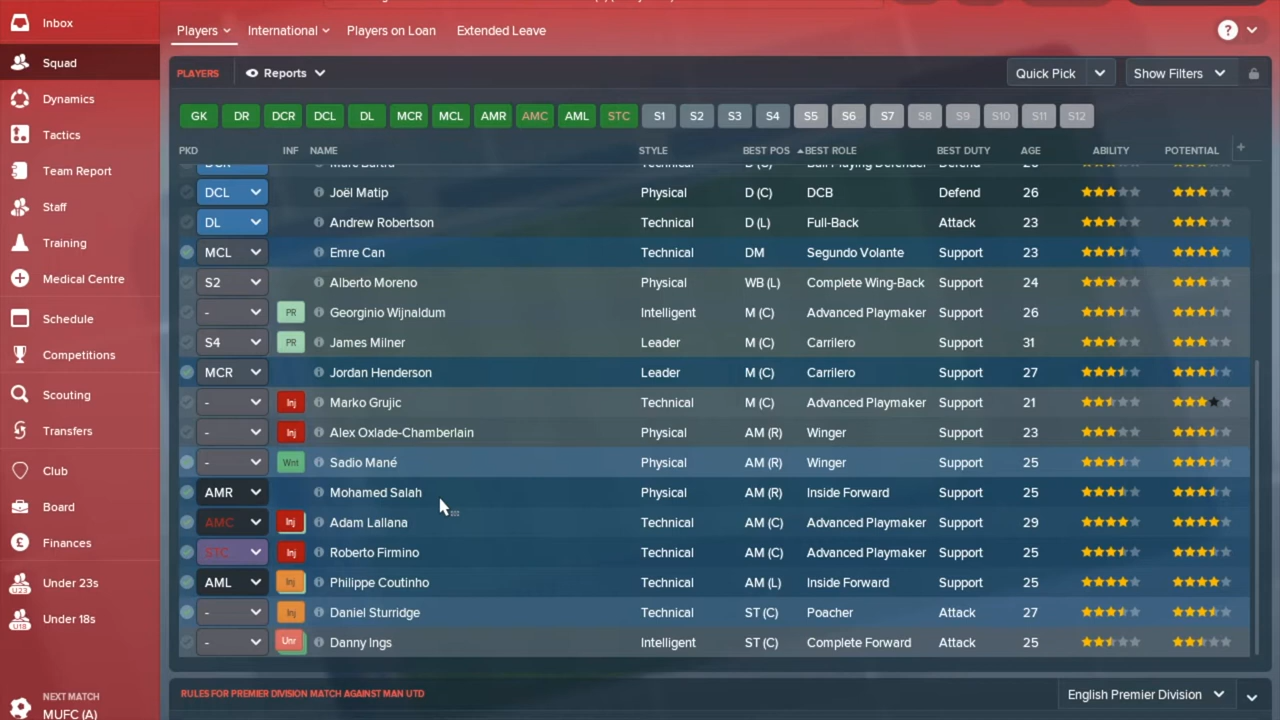 Inbox
Squad
Dynamics
Tactics
Team Report
Staff
Training
Medical Centre
Schedule
Competitions
Scouting
Transfers
Club
Board
Finances
U23 Under 23s
U18 Under 18s
NEXT MATCH
MUFC (A)
Players International Players on Loan Extended Leave ?
PLAYERS Reports Quick Pick Show Filters
GK DR DCR DCL DL MCR MCL AMR AMC AML STC S1 S2 S3 S4 S5 S6 S7 S8 S9 S10 S11 S12
PKD INF NAME STYLE BEST POS BEST ROLE BEST DUTY AGE ABILITY POTENTIAL +
DCL Joël Matip Physical D (C) DCB Defend 26
DL Andrew Robertson Technical D (L) Full-Back Attack 23
MCL Emre Can Technical DM Segundo Volante Support 23
S2 Alberto Moreno Physical WB (L) Complete Wing-Back Support 24
- PR Georginio Wijnaldum Intelligent M (C) Advanced Playmaker Support 26
S4 PR James Milner Leader M (C) Carrilero Support 31
MCR Jordan Henderson Leader M (C) Carrilero Support 27
- Inj Marko Grujic Technical M (C) Advanced Playmaker Support 21
- Inj Alex Oxlade-Chamberlain Physical AM (R) Winger Support 23
- Wnt Sadio Mané Physical AM (R) Winger Support 25
AMR Mohamed Salah Physical AM (R) Inside Forward Support 25
AMC Inj Adam Lallana Technical AM (C) Advanced Playmaker Support 29
STC Inj Roberto Firmino Technical AM (C) Advanced Playmaker Support 25
AML Inj Philippe Coutinho Technical AM (L) Inside Forward Support 25
- Inj Daniel Sturridge Technical ST (C) Poacher Attack 27
- Unr Danny Ings Intelligent ST (C) Complete Forward Attack 25
RULES FOR PREMIER DIVISION MATCH AGAINST MAN UTD English Premier Division